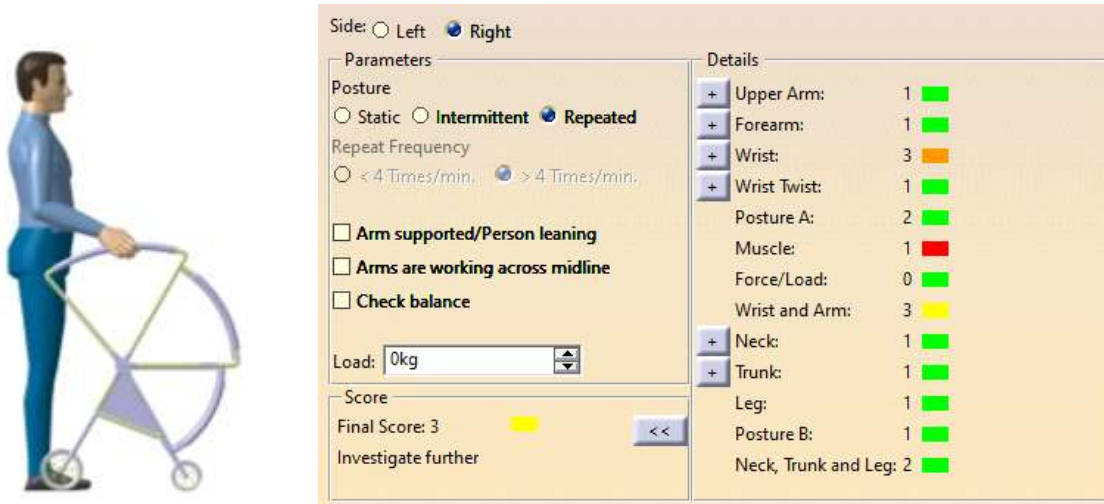 Side: Left Right
Parameters
Posture
Static Intermittent Repeated
Repeat Frequency
< 4 Times/min. > 4 Times/min.
Arm supported/Person leaning
Arms are working across midline
Check balance
Load: 0kg
Score
Final Score: 3
<<
Investigate further
Details
+ Upper Arm: 1
+ Forearm: 1
+ Wrist: 3
+ Wrist Twist: 1
Posture A: 2
Muscle: 1
Force/Load: 0
Wrist and Arm: 3
+ Neck: 1
+ Trunk: 1
Leg: 1
Posture B: 1
Neck, Trunk and Leg: 2